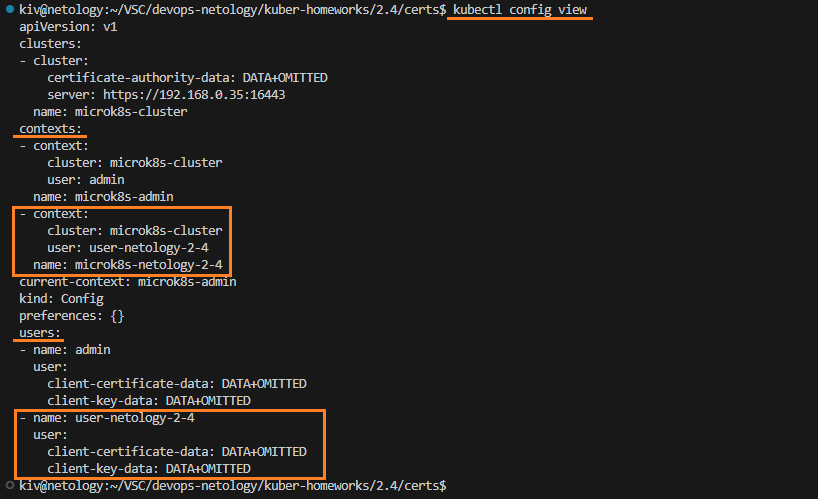 kiv@netology:~/VSC/devops-netology/kuber-homeworks/2.4/certs$ kubectl config view
apiVersion: v1
clusters:
- cluster:
    certificate-authority-data: DATA+OMITTED
    server: https://192.168.0.35:16443
  name: microk8s-cluster
contexts:
- context:
    cluster: microk8s-cluster
    user: admin
  name: microk8s-admin
- context:
    cluster: microk8s-cluster
    user: user-netology-2-4
  name: microk8s-netology-2-4
current-context: microk8s-admin
kind: Config
preferences: {}
users:
- name: admin
  user:
    client-certificate-data: DATA+OMITTED
    client-key-data: DATA+OMITTED
- name: user-netology-2-4
  user:
    client-certificate-data: DATA+OMITTED
    client-key-data: DATA+OMITTED
kiv@netology:~/VSC/devops-netology/kuber-homeworks/2.4/certs$